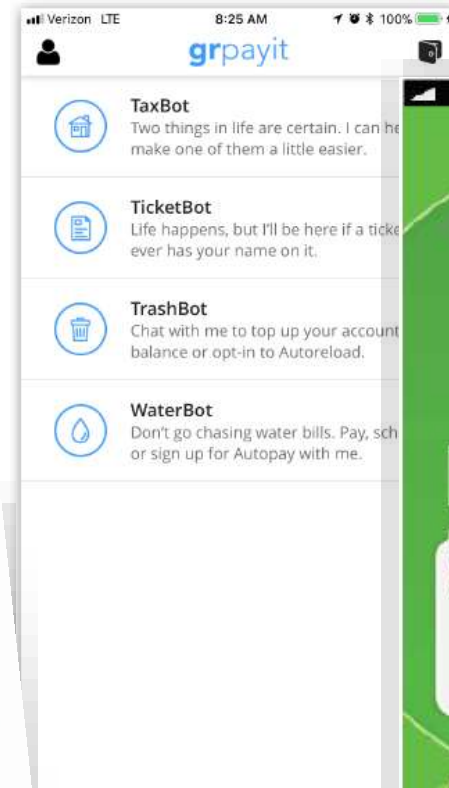 Verizon LTE 8:25 AM 100%
grpayit
TaxBot
Two things in life are certain. I can he
make one of them a little easier.
TicketBot
Life happens, but I'll be here if a ticke
ever has your name on it.
TrashBot
Chat with me to top up your account
balance or opt-in to Autoreload.
WaterBot
Don't go chasing water bills. Pay, sch
or sign up for Autopay with me.